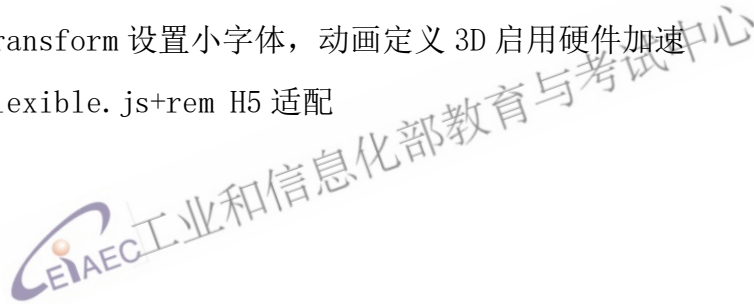 ransform 设置小字体，动画定义 3D 启用硬件加速
exible.js+rem H5 适配
CEIAEC工业和信息化部教育与考试中心